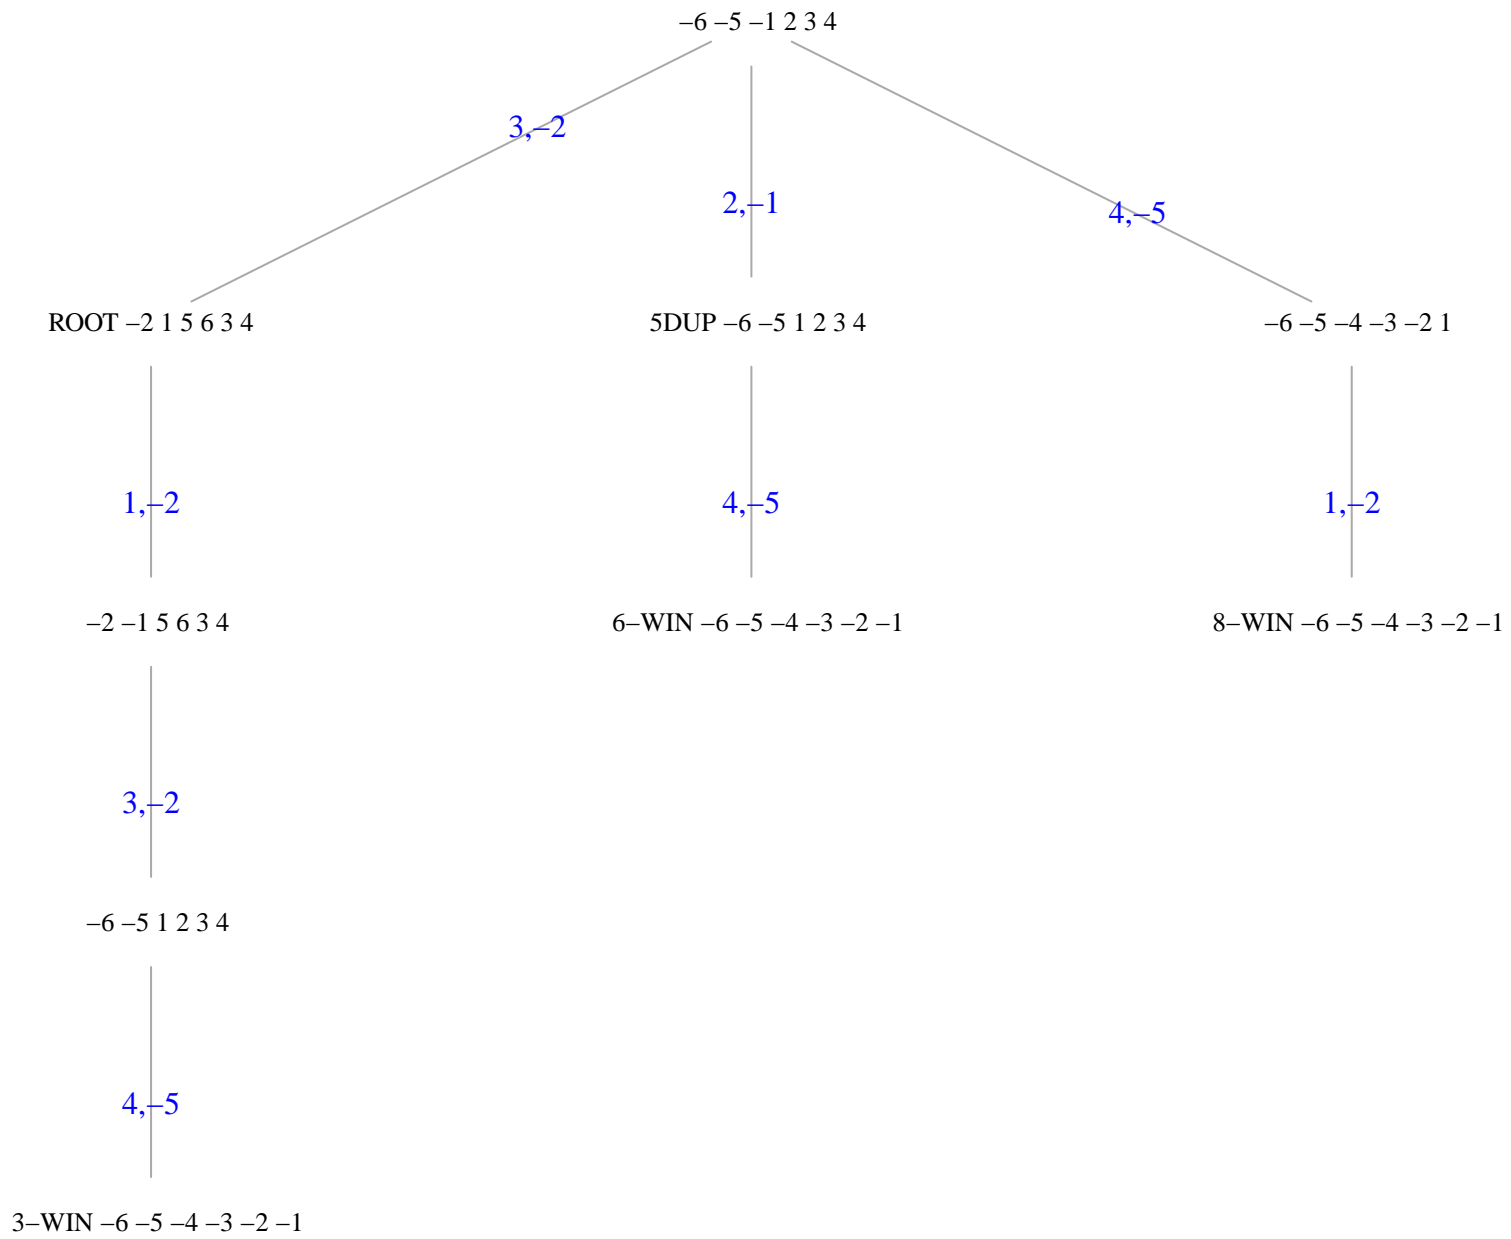 –6 –5 –1 2 3 4
3,–2
2,–1
4,–5
ROOT –2 1 5 6 3 4
5DUP –6 –5 1 2 3 4
–6 –5 –4 –3 –2 1
1,–2
4,–5
1,–2
–2 –1 5 6 3 4
6–WIN –6 –5 –4 –3 –2 –1
8–WIN –6 –5 –4 –3 –2 –1
3,–2
–6 –5 1 2 3 4
4,–5
3–WIN –6 –5 –4 –3 –2 –1